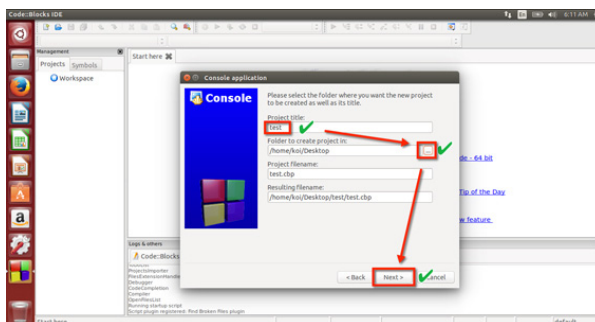 Code::Blocks IDE
En
6:11 AM
Management
Projects
Symbols
Workspace
Start here
Console application
Console
Please select the folder where you want the new project
to be created as well as its title.
Project title:
test
Folder to create project in:
/home/koi/Desktop
...
Project filename:
test.cbp
Resulting filename:
/home/koi/Desktop/test/test.cbp
< Back
Next >
Cancel
de - 64 bit
Tip of the Day
w feature
Logs & others
Code::Blocks
ProjectsImporter
FilesExtensionHandle
Debugger
CodeCompletion
Compiler
OpenFilesList
Running startup script
Script plugin registered: Find Broken Files plugin
Start here
default